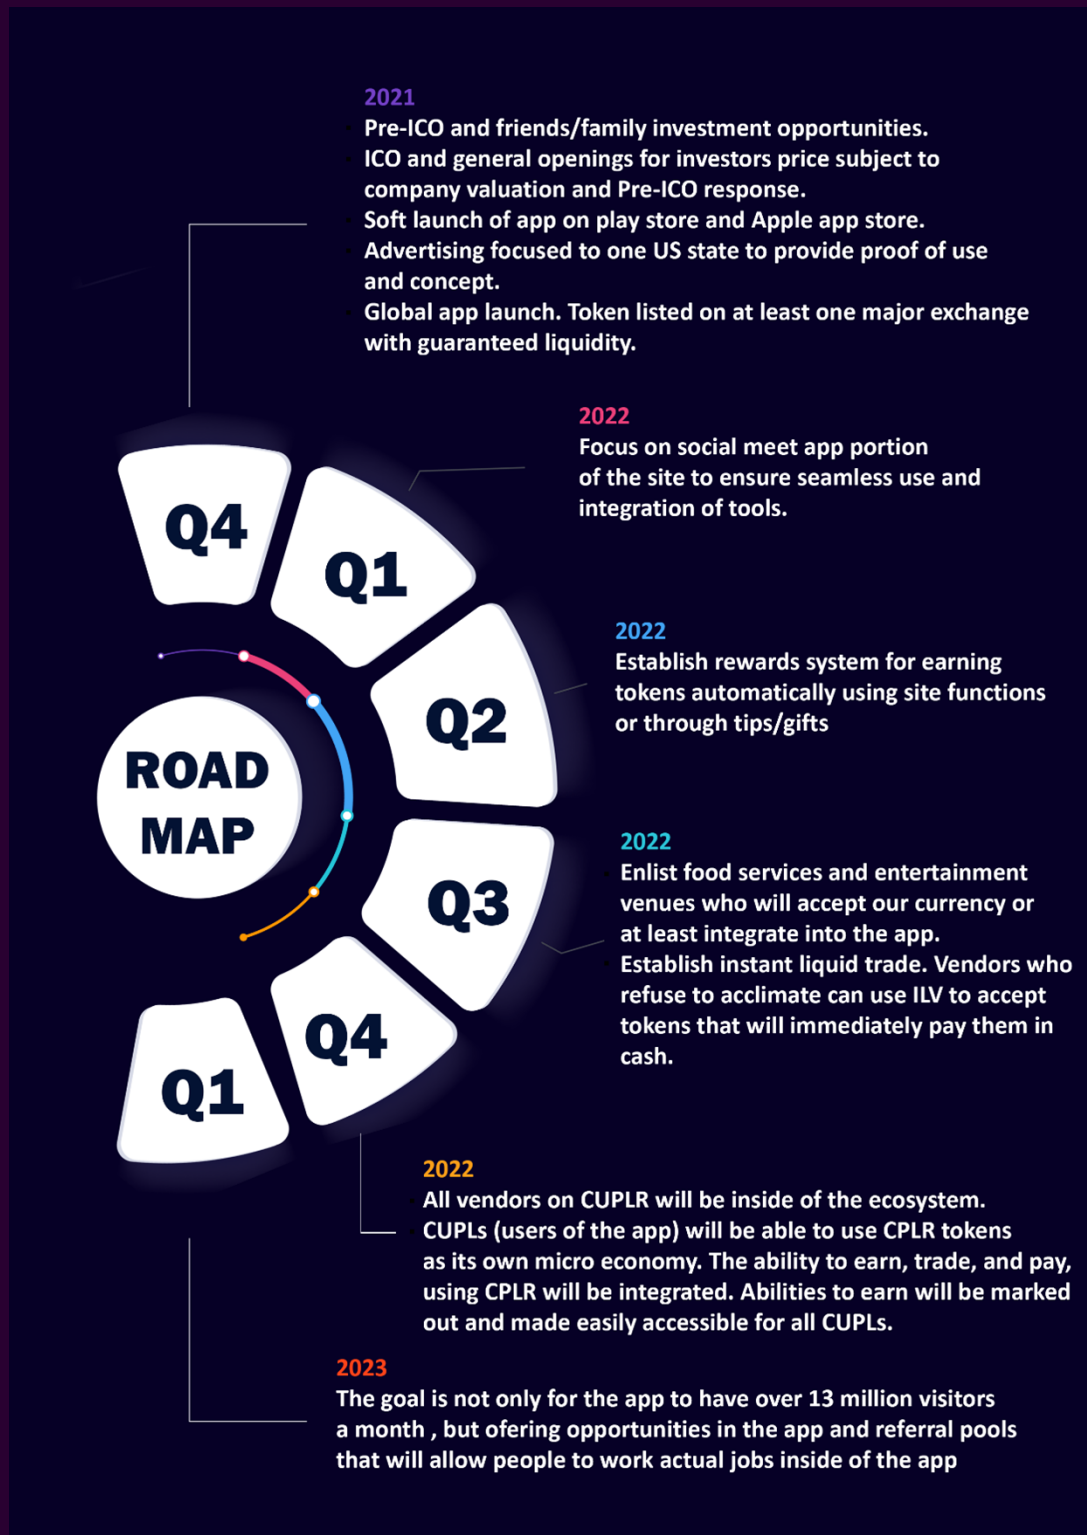 2021
Pre-ICO and friends/family investment opportunities.
ICO and general openings for investors price subject to
company valuation and Pre-ICO response.
Soft launch of app on play store and Apple app store.
Advertising focused to one US state to provide proof of use
and concept.
Global app launch. Token listed on at least one major exchange
with guaranteed liquidity.
Q4
2022
Focus on social meet app portion
of the site to ensure seamless use and
integration of tools.
Q1
2022
Establish rewards system for earning
tokens automatically using site functions
or through tips/gifts
Q2
ROAD
MAP
2022
Enlist food services and entertainment
venues who will accept our currency or
at least integrate into the app.
Establish instant liquid trade. Vendors who
refuse to acclimate can use ILV to accept
tokens that will immediately pay them in
cash.
Q3
Q4
2022
All vendors on CUPLR will be inside of the ecosystem.
CUPLs (users of the app) will be able to use CPLR tokens
as its own micro economy. The ability to earn, trade, and pay,
using CPLR will be integrated. Abilities to earn will be marked
out and made easily accessible for all CUPLs.
Q1
2023
The goal is not only for the app to have over 13 million visitors
a month , but ofering opportunities in the app and referral pools
that will allow people to work actual jobs inside of the app